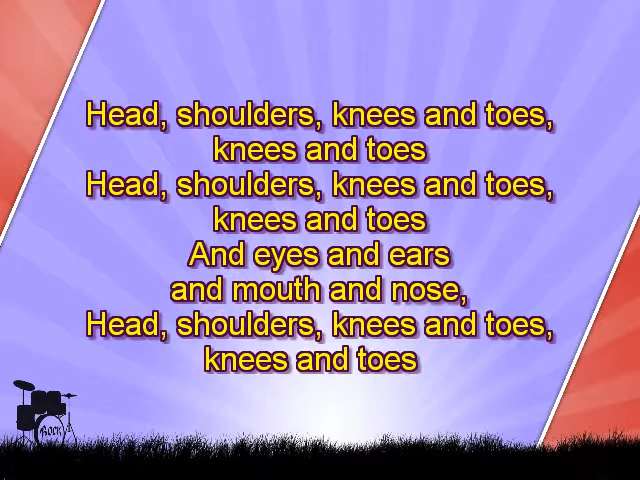 Head, shoulders, knees and toes,
knees and toes
Head, shoulders, knees and toes,
knees and toes
And eyes and ears
and mouth and nose,
Head, shoulders, knees and toes,
knees and toes
ROCK